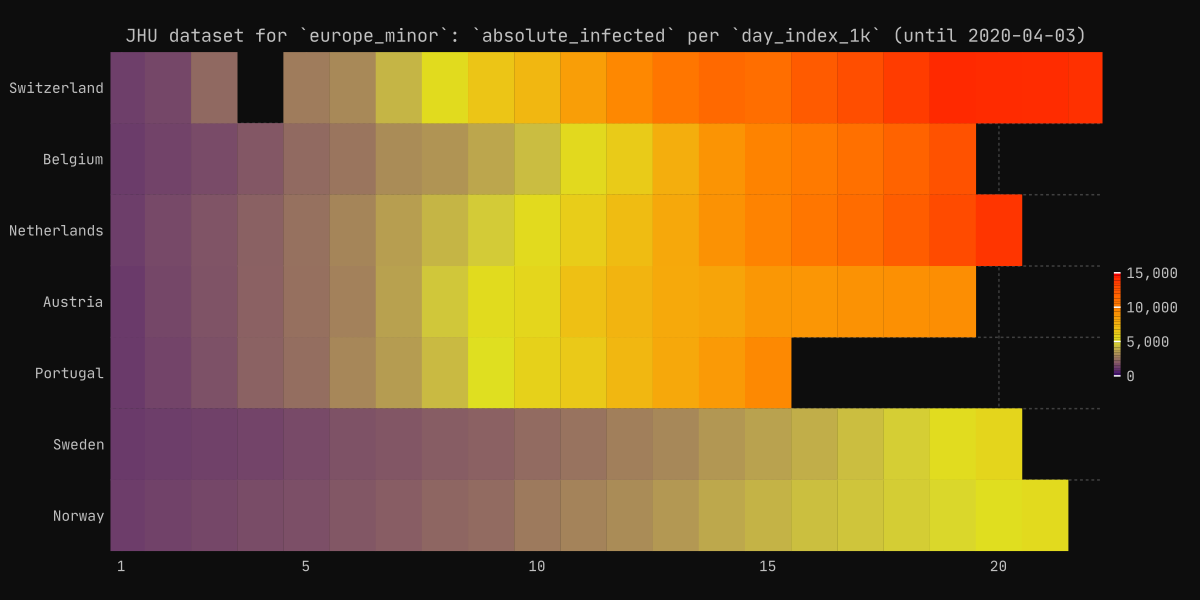 JHU dataset for `europe_minor`: `absolute_infected` per `day_index_1k` (until 2020-04-03)
Switzerland
Belgium
Netherlands
Austria
Portugal
Sweden
Norway
15,000
10,000
5,000
0
1 5 10 15 20